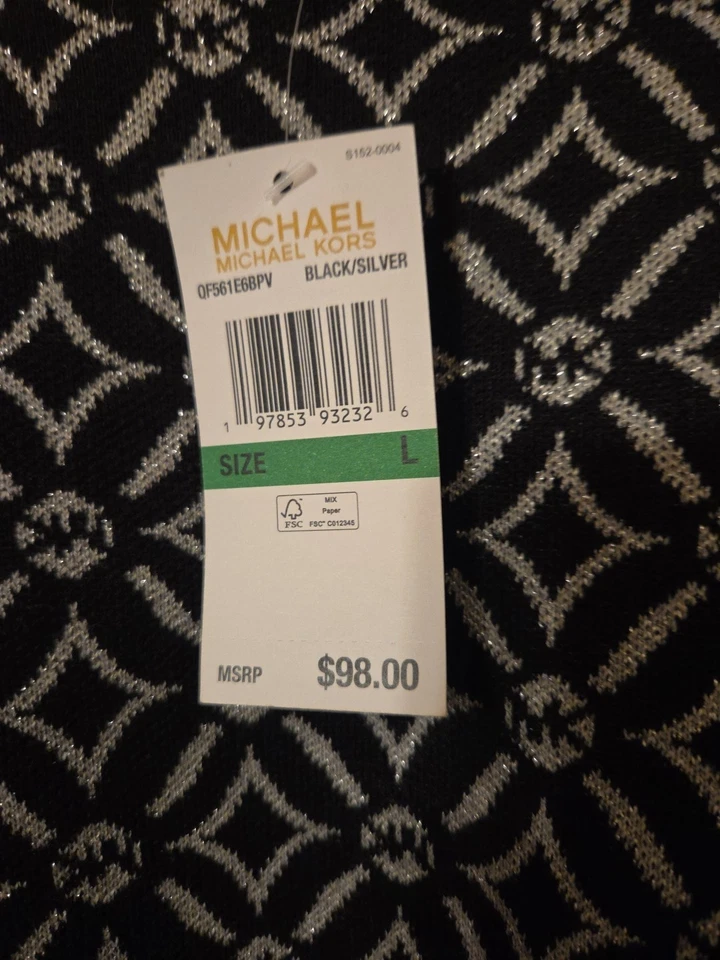 S152-0004
MICHAEL
MICHAEL KORS
QF561E6BPV BLACK/SILVER
1 97853 93232 6
SIZE L
MIX
Paper
FSC FSC® C012345
MSRP $98.00